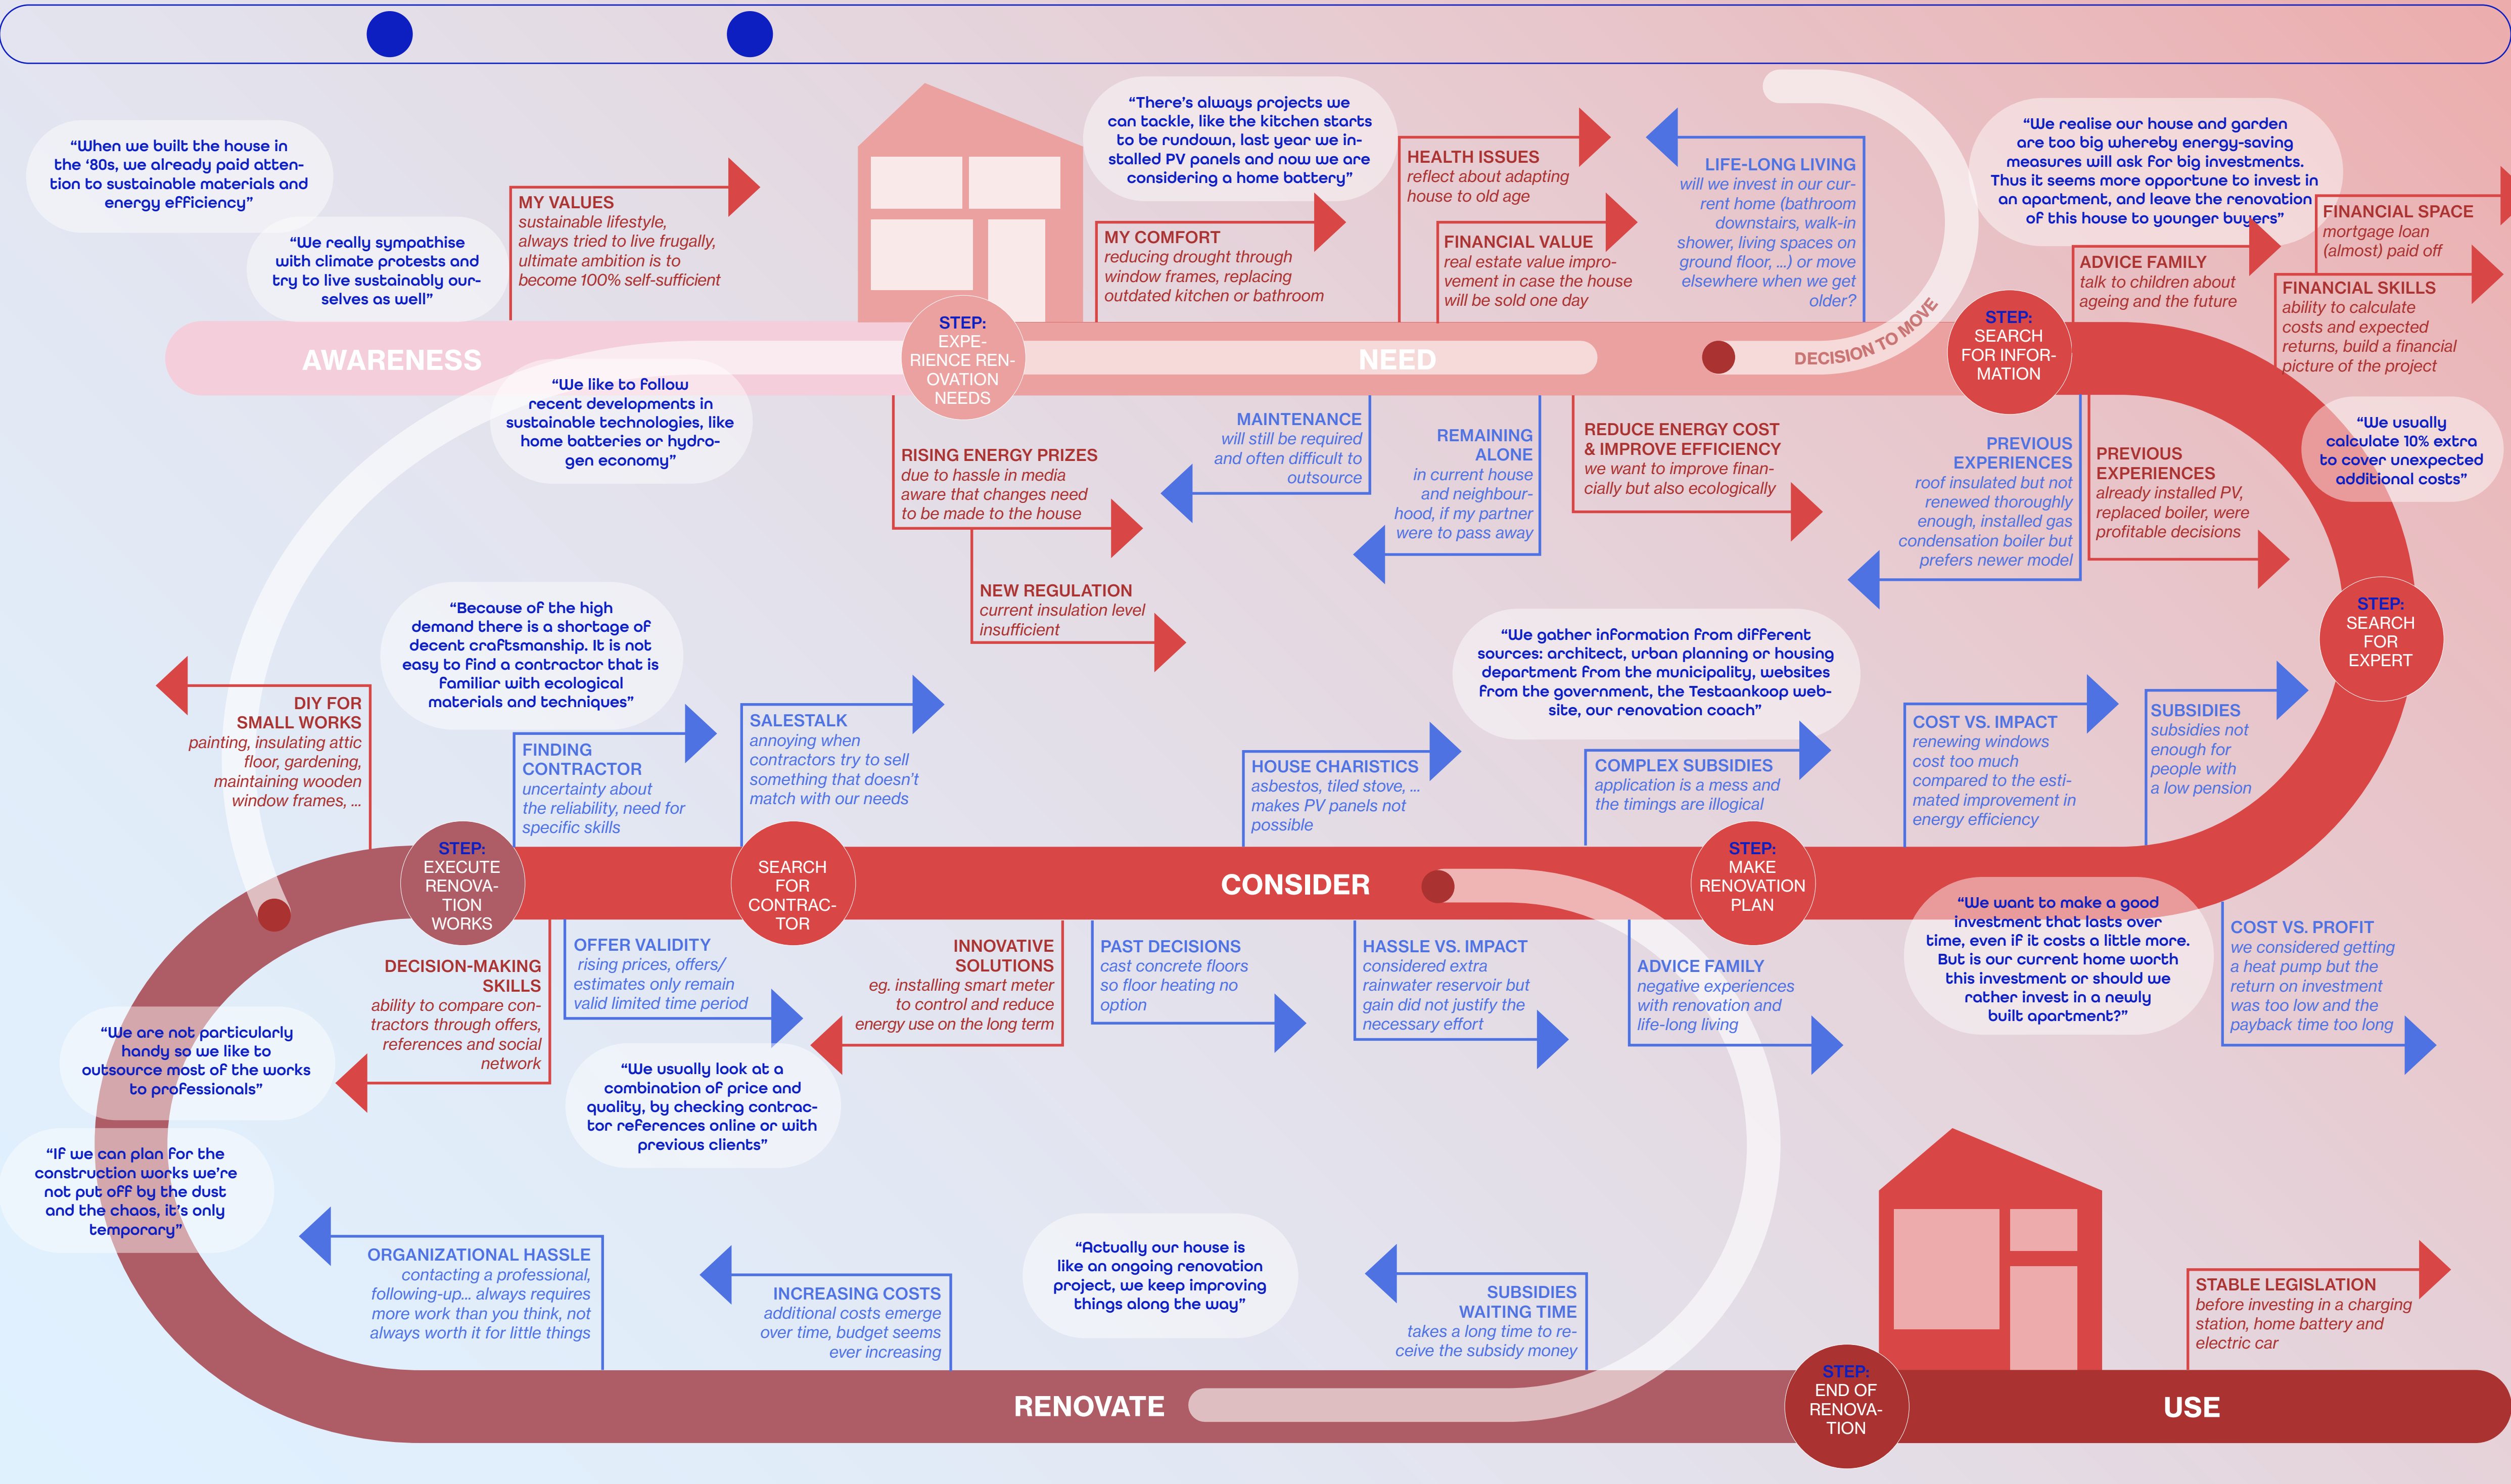 “When we built the house in
the ‘80s, we already paid atten-
tion to sustainable materials and
energy efficiency”
“We really sympathise
with climate protests and
try to live sustainably our-
selves as well”
MY VALUES
sustainable lifestyle,
always tried to live frugally,
ultimate ambition is to
become 100% self-sufficient
“There’s always projects we
can tackle, like the kitchen starts
to be rundown, last year we in-
stalled PV panels and now we are
considering a home battery”
MY COMFORT
reducing drought through
window frames, replacing
outdated kitchen or bathroom
HEALTH ISSUES
reflect about adapting
house to old age
FINANCIAL VALUE
real estate value impro-
vement in case the house
will be sold one day
LIFE-LONG LIVING
will we invest in our cur-
rent home (bathroom
downstairs, walk-in
shower, living spaces on
ground floor, ...) or move
elsewhere when we get
older?
“We realise our house and garden
are too big whereby energy-saving
measures will ask for big investments.
Thus it seems more opportune to invest in
an apartment, and leave the renovation
of this house to younger buyers”
ADVICE FAMILY
talk to children about
ageing and the future
FINANCIAL SPACE
mortgage loan
(almost) paid off
FINANCIAL SKILLS
ability to calculate
costs and expected
returns, build a financial
picture of the project
AWARENESS
STEP:
EXPE-
RIENCE REN-
OVATION
NEEDS
NEED
DECISION TO MOVE
STEP:
SEARCH
FOR INFOR-
MATION
“We like to follow
recent developments in
sustainable technologies, like
home batteries or hydro-
gen economy”
RISING ENERGY PRIZES
due to hassle in media
aware that changes need
to be made to the house
NEW REGULATION
current insulation level
insufficient
MAINTENANCE
will still be required
and often difficult to
outsource
REMAINING
ALONE
in current house
and neighbour-
hood, if my partner
were to pass away
REDUCE ENERGY COST
& IMPROVE EFFICIENCY
we want to improve finan-
cially but also ecologically
PREVIOUS
EXPERIENCES
roof insulated but not
renewed thoroughly
enough, installed gas
condensation boiler but
prefers newer model
PREVIOUS
EXPERIENCES
already installed PV,
replaced boiler, were
profitable decisions
“We usually
calculate 10% extra
to cover unexpected
additional costs”
STEP:
SEARCH
FOR
EXPERT
DIY FOR
SMALL WORKS
painting, insulating attic
floor, gardening,
maintaining wooden
window frames, ...
“Because of the high
demand there is a shortage of
decent craftsmanship. It is not
easy to find a contractor that is
familiar with ecological
materials and techniques”
FINDING
CONTRACTOR
uncertainty about
the reliability, need for
specific skills
SALESTALK
annoying when
contractors try to sell
something that doesn’t
match with our needs
HOUSE CHARISTICS
asbestos, tiled stove, ...
makes PV panels not
possible
“We gather information from different
sources: architect, urban planning or housing
department from the municipality, websites
from the government, the Testaankoop web-
site, our renovation coach”
COMPLEX SUBSIDIES
application is a mess and
the timings are illogical
COST VS. IMPACT
renewing windows
cost too much
compared to the esti-
mated improvement in
energy efficiency
SUBSIDIES
subsidies not
enough for
people with
a low pension
STEP:
EXECUTE
RENOVA-
TION
WORKS
SEARCH
FOR
CONTRAC-
TOR
CONSIDER
STEP:
MAKE
RENOVATION
PLAN
DECISION-MAKING
SKILLS
ability to compare con-
tractors through offers,
references and social
network
OFFER VALIDITY
rising prices, offers/
estimates only remain
valid limited time period
INNOVATIVE
SOLUTIONS
eg. installing smart meter
to control and reduce
energy use on the long term
PAST DECISIONS
cast concrete floors
so floor heating no
option
HASSLE VS. IMPACT
considered extra
rainwater reservoir but
gain did not justify the
necessary effort
ADVICE FAMILY
negative experiences
with renovation and
life-long living
“We want to make a good
investment that lasts over
time, even if it costs a little more.
But is our current home worth
this investment or should we
rather invest in a newly
built apartment?”
COST VS. PROFIT
we considered getting
a heat pump but the
return on investment
was too low and the
payback time too long
“We are not particularly
handy so we like to
outsource most of the works
to professionals”
“We usually look at a
combination of price and
quality, by checking contrac-
tor references online or with
previous clients”
“If we can plan for the
construction works we’re
not put off by the dust
and the chaos, it’s only
temporary”
ORGANIZATIONAL HASSLE
contacting a professional,
following-up... always requires
more work than you think, not
always worth it for little things
INCREASING COSTS
additional costs emerge
over time, budget seems
ever increasing
“Actually our house is
like an ongoing renovation
project, we keep improving
things along the way”
SUBSIDIES
WAITING TIME
takes a long time to re-
ceive the subsidy money
STABLE LEGISLATION
before investing in a charging
station, home battery and
electric car
RENOVATE
STEP:
END OF
RENOVA-
TION
USE